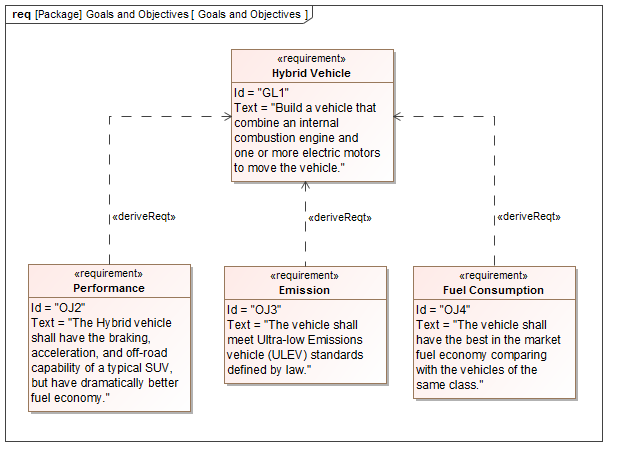 req [Package] Goals and Objectives [ Goals and Objectives ]
«requirement»
Hybrid Vehicle
Id = "GL1"
Text = "Build a vehicle that
combine an internal
combustion engine and
one or more electric motors
to move the vehicle."
«deriveReqt»
«deriveReqt»
«deriveReqt»
«requirement»
Performance
Id = "OJ2"
Text = "The Hybrid vehicle
shall have the braking,
acceleration, and off-road
capability of a typical SUV,
but have dramatically better
fuel economy."
«requirement»
Emission
Id = "OJ3"
Text = "The vehicle shall
meet Ultra-low Emissions
vehicle (ULEV) standards
defined by law."
«requirement»
Fuel Consumption
Id = "OJ4"
Text = "The vehicle shall
have the best in the market
fuel economy comparing
with the vehicles of the
same class."